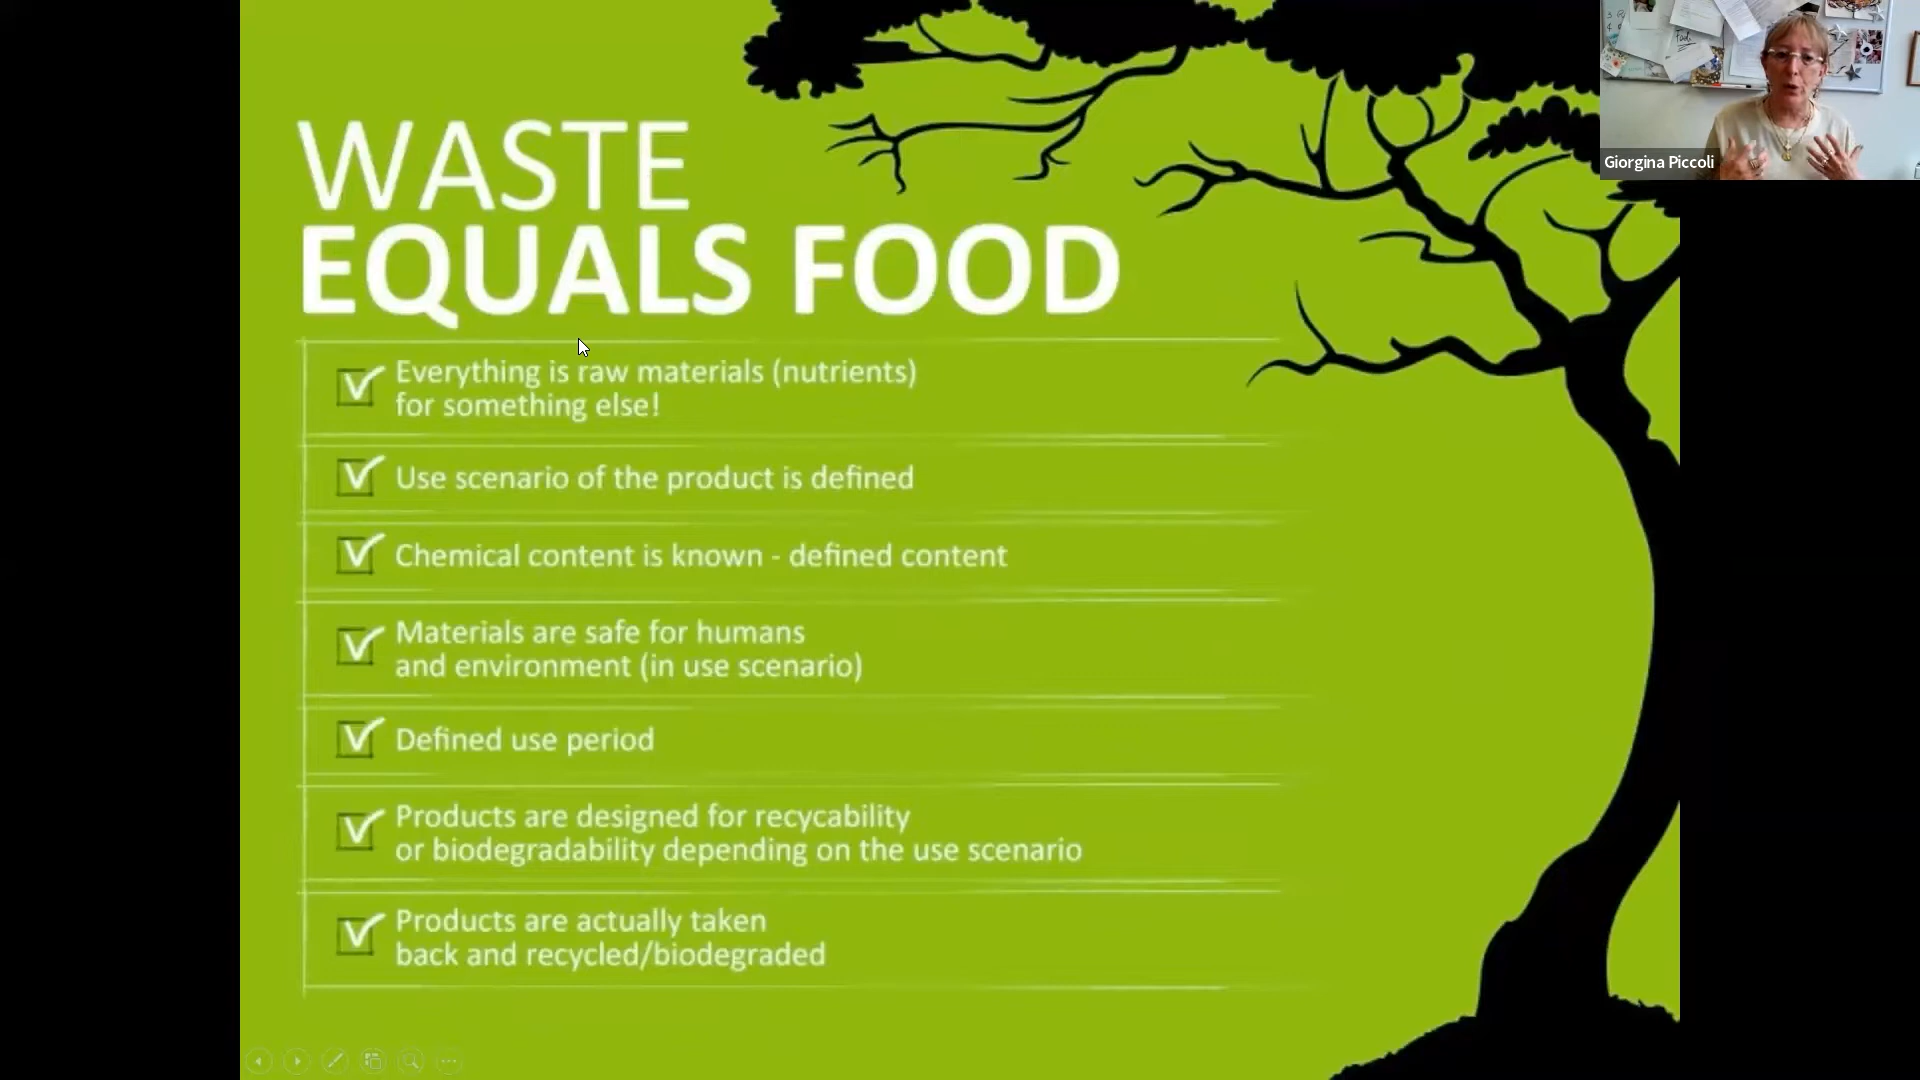 WASTE
EQUALS FOOD
Everything is raw materials (nutrients)
for something else!
Use scenario of the product is defined
Chemical content is known - defined content
Materials are safe for humans
and environment (in use scenario)
Defined use period
Products are designed for recycability
or biodegradability depending on the use scenario
Products are actually taken
back and recycled/biodegraded
Giorgina Piccoli